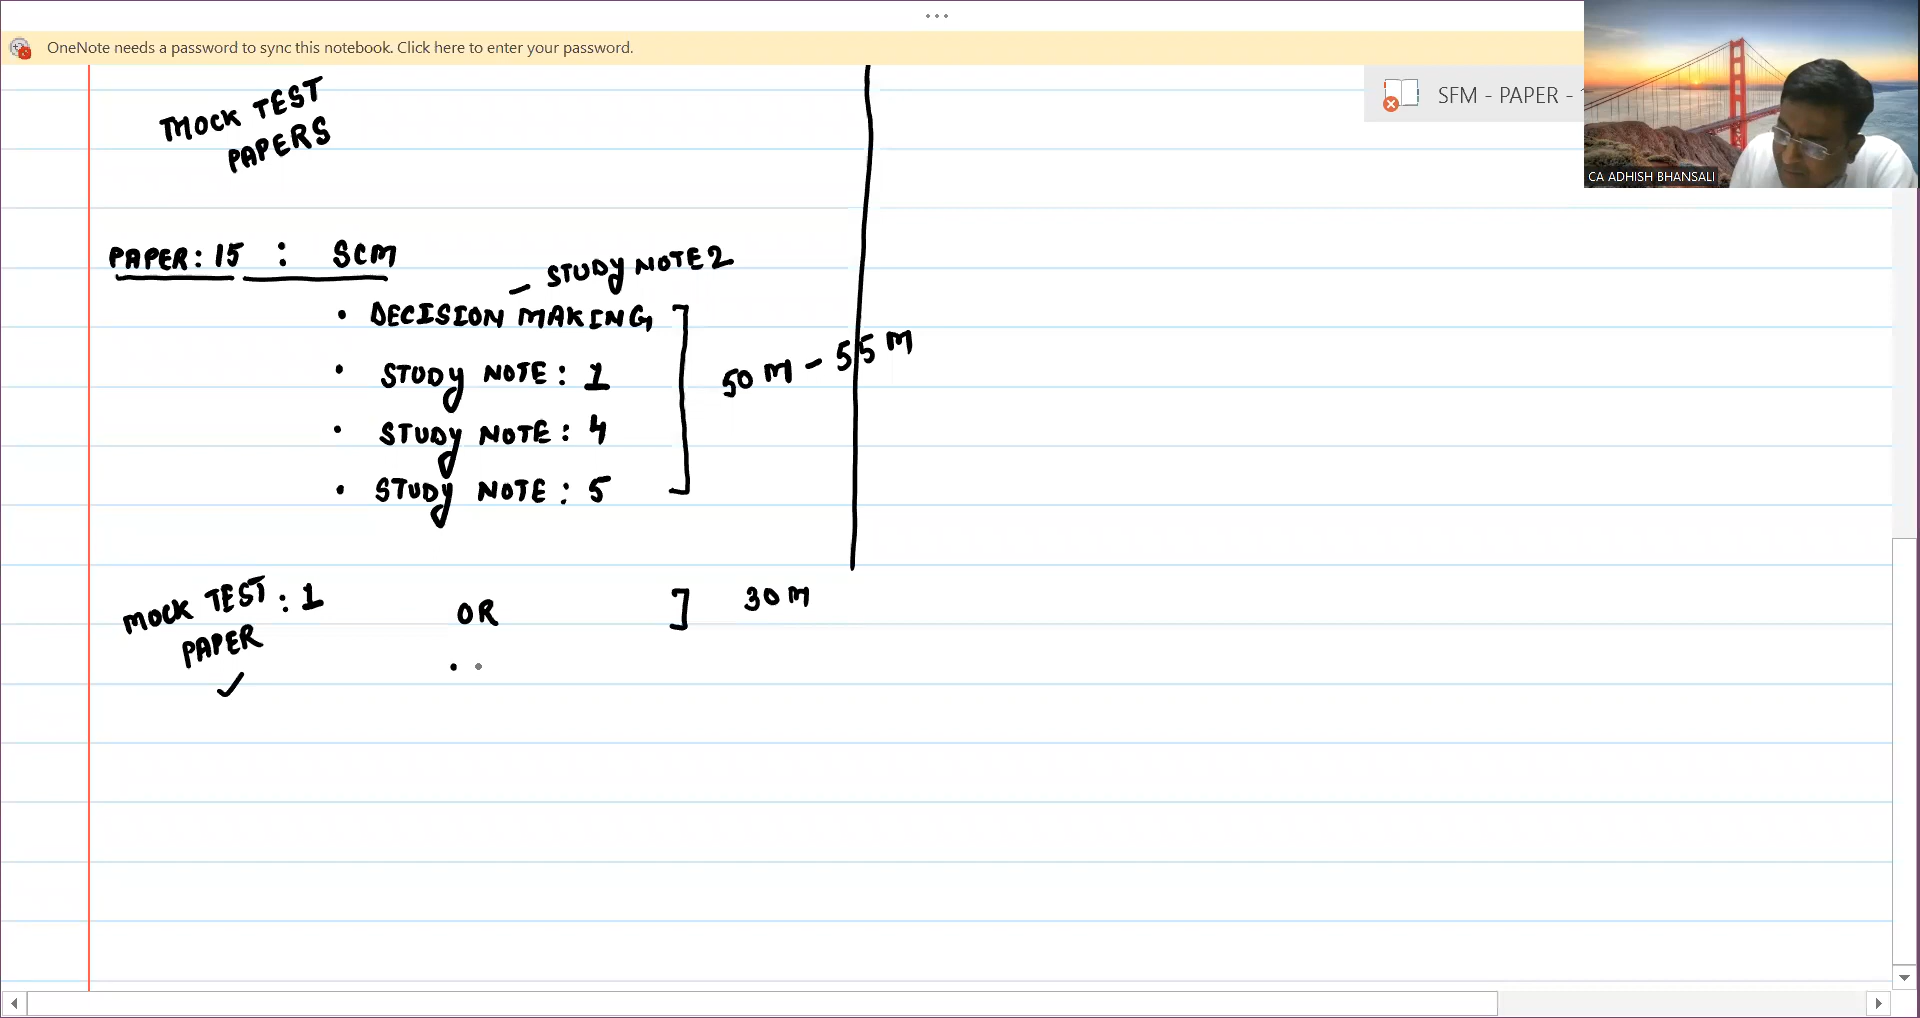 OneNote needs a password to sync this notebook. Click here to enter your password.
SFM - PAPER -
CA ADHISH BHANSALI
MOCK TEST
PAPERS
PAPER: 15 : SCM
- STUDY NOTE 2
• DECISION MAKING
• STUDY NOTE: 1
50 M - 55 M
• STUDY NOTE: 4
• STUDY NOTE: 5
MOCK TEST: 1 OR ] 30 M
PAPER